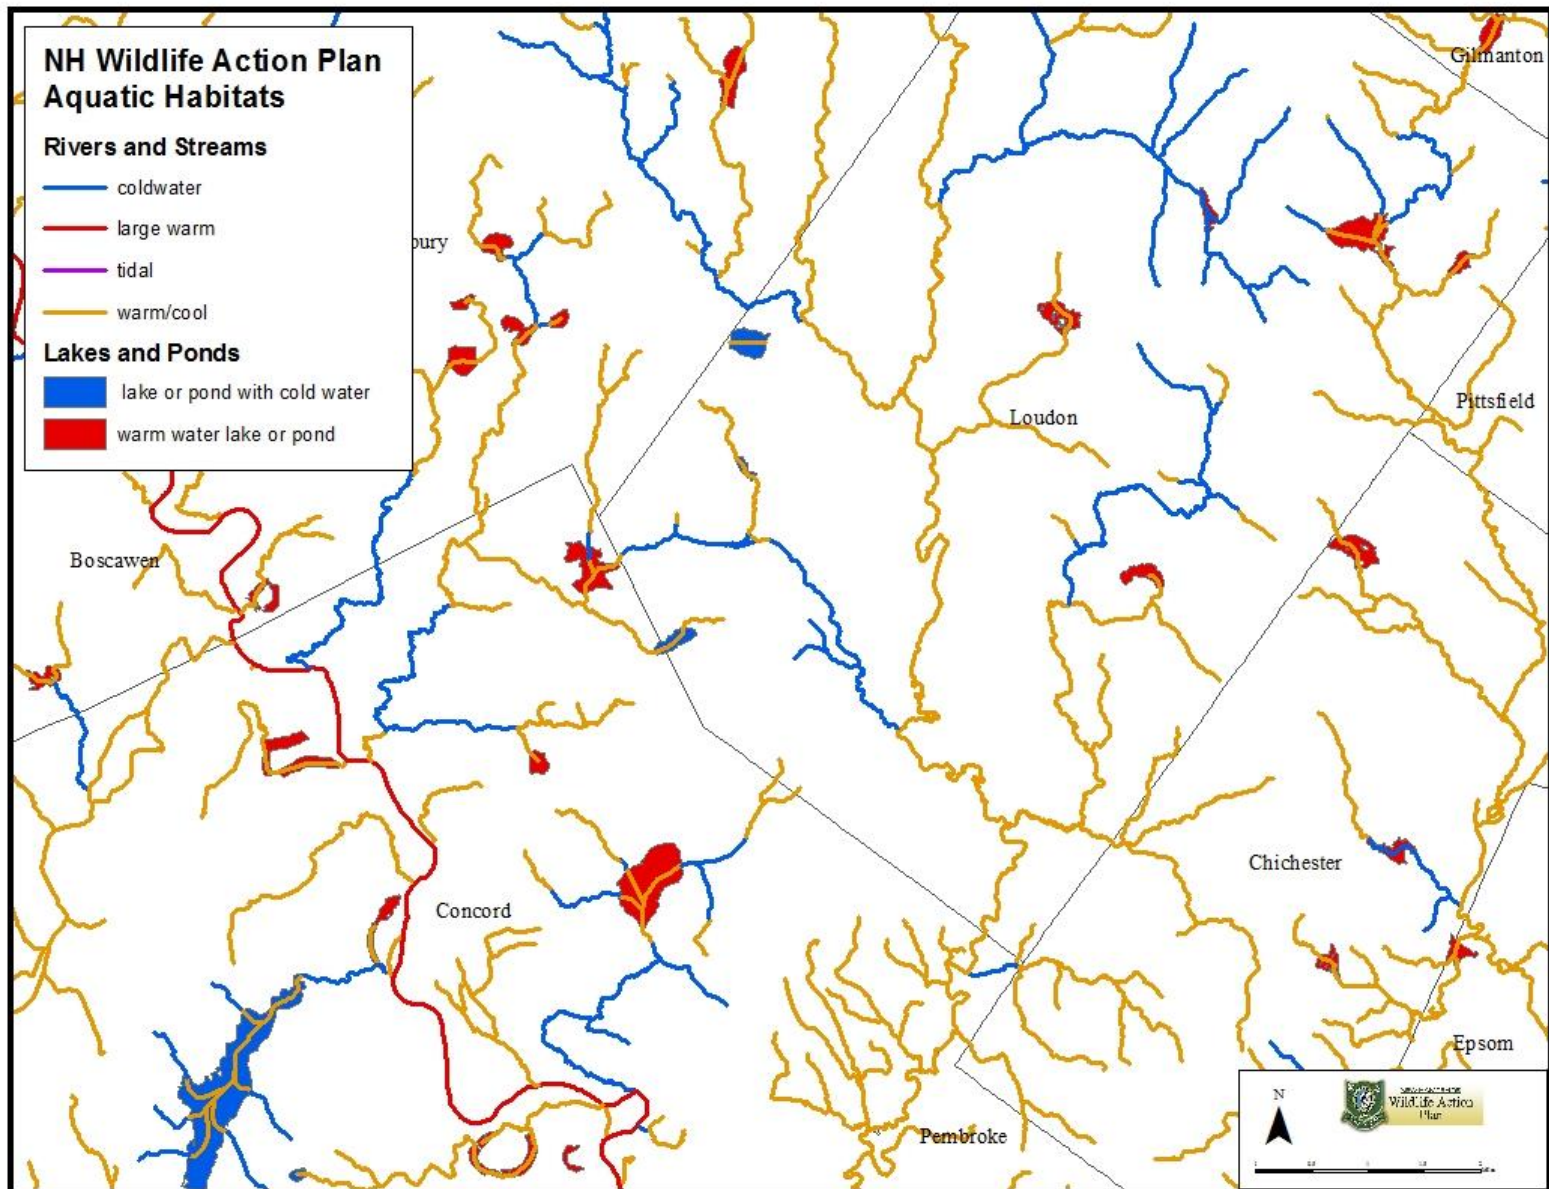 NH Wildlife Action Plan
Aquatic Habitats
Rivers and Streams
coldwater
large warm
tidal
warm/cool
Lakes and Ponds
lake or pond with cold water
warm water lake or pond
Gilmanton
bury
Loudon
Pittsfield
Boscawen
Chichester
Concord
Epsom
Pembroke
N
Wildlife Action
Plan